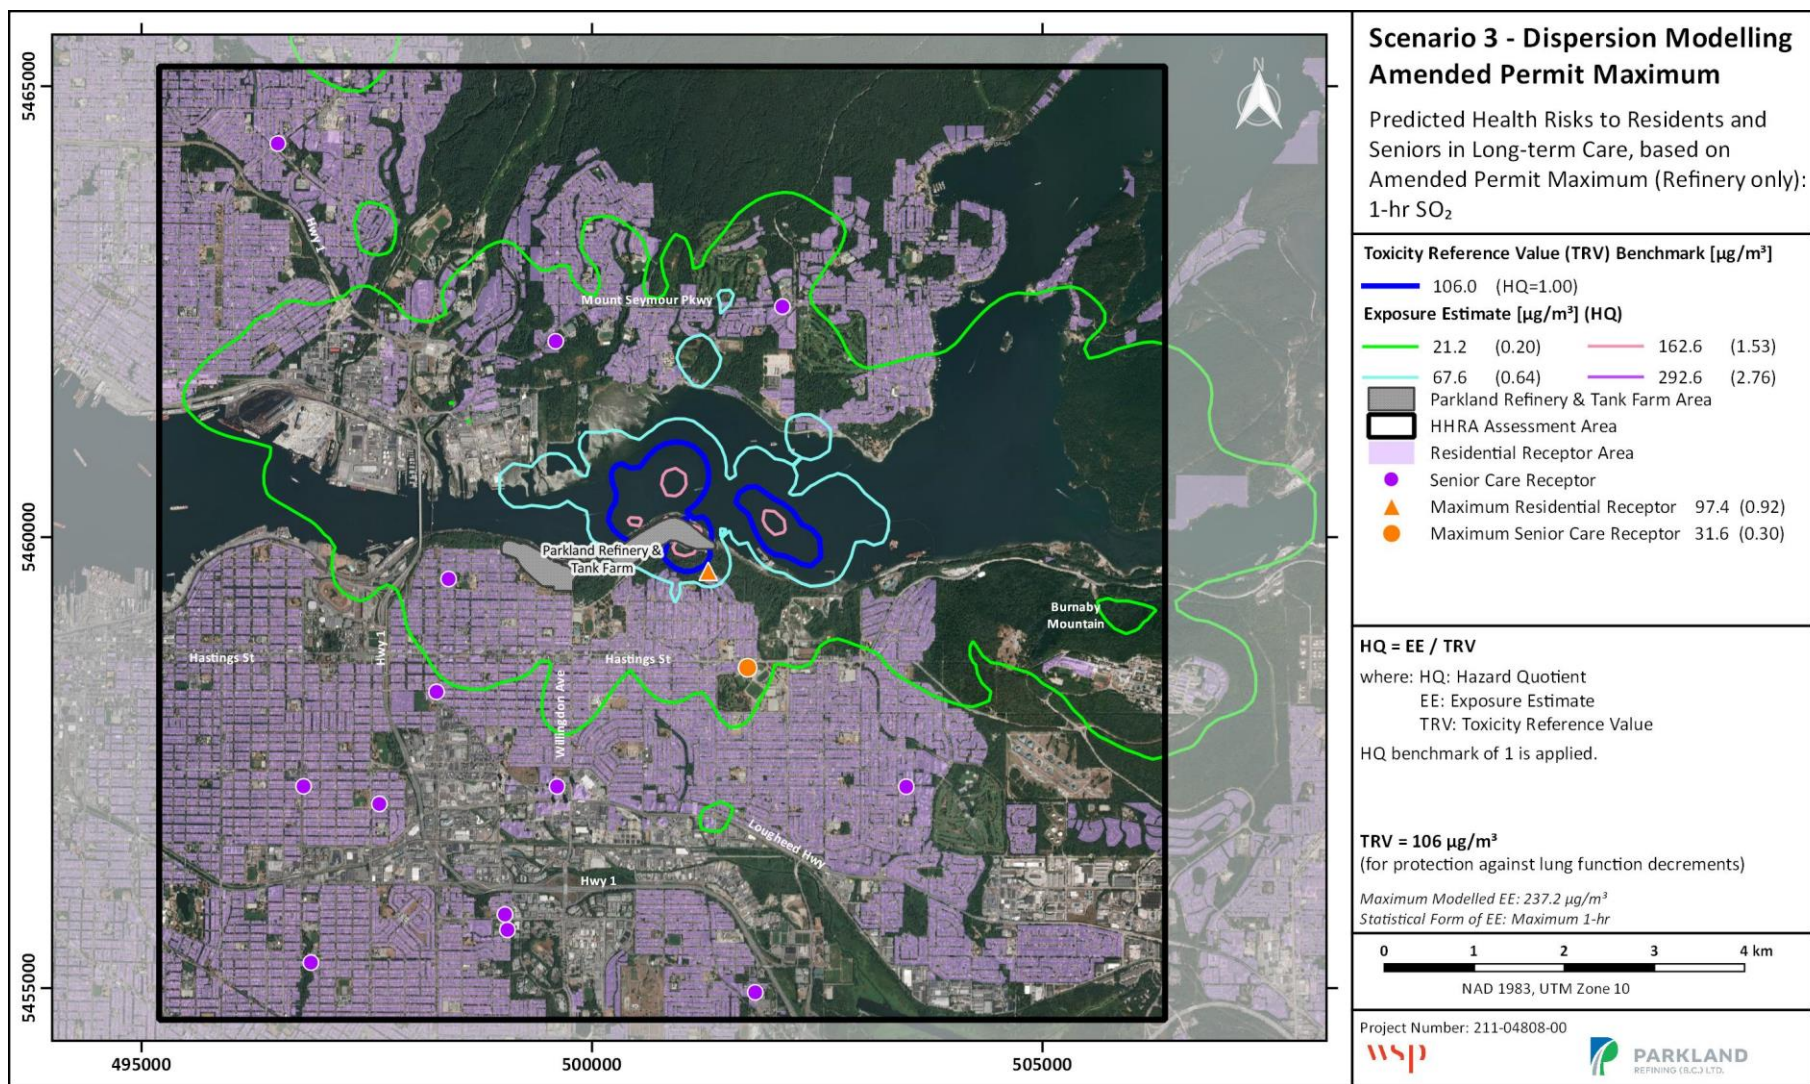 Scenario 3 - Dispersion Modelling
Amended Permit Maximum
Predicted Health Risks to Residents and
Seniors in Long-term Care, based on
Amended Permit Maximum (Refinery only):
1-hr SO₂
Toxicity Reference Value (TRV) Benchmark [µg/m³]
106.0 (HQ=1.00)
Exposure Estimate [µg/m³] (HQ)
21.2 (0.20) 162.6 (1.53)
67.6 (0.64) 292.6 (2.76)
Parkland Refinery & Tank Farm Area
HHRA Assessment Area
Residential Receptor Area
Senior Care Receptor
Maximum Residential Receptor 97.4 (0.92)
Maximum Senior Care Receptor 31.6 (0.30)
HQ = EE / TRV
where: HQ: Hazard Quotient
EE: Exposure Estimate
TRV: Toxicity Reference Value
HQ benchmark of 1 is applied.
TRV = 106 µg/m³
(for protection against lung function decrements)
Maximum Modelled EE: 237.2 µg/m³
Statistical Form of EE: Maximum 1-hr
0 1 2 3 4 km
NAD 1983, UTM Zone 10
Project Number: 211-04808-00
wsp
PARKLAND
REFINING (B.C.) LTD.
N
5465000
5460000
5455000
495000
500000
505000
Hwy 1
Mount Seymour Pkwy
Parkland Refinery &
Tank Farm
Burnaby
Mountain
Hastings St
Hwy 1
Hastings St
Willingdon Ave
Lougheed Hwy
Hwy 1